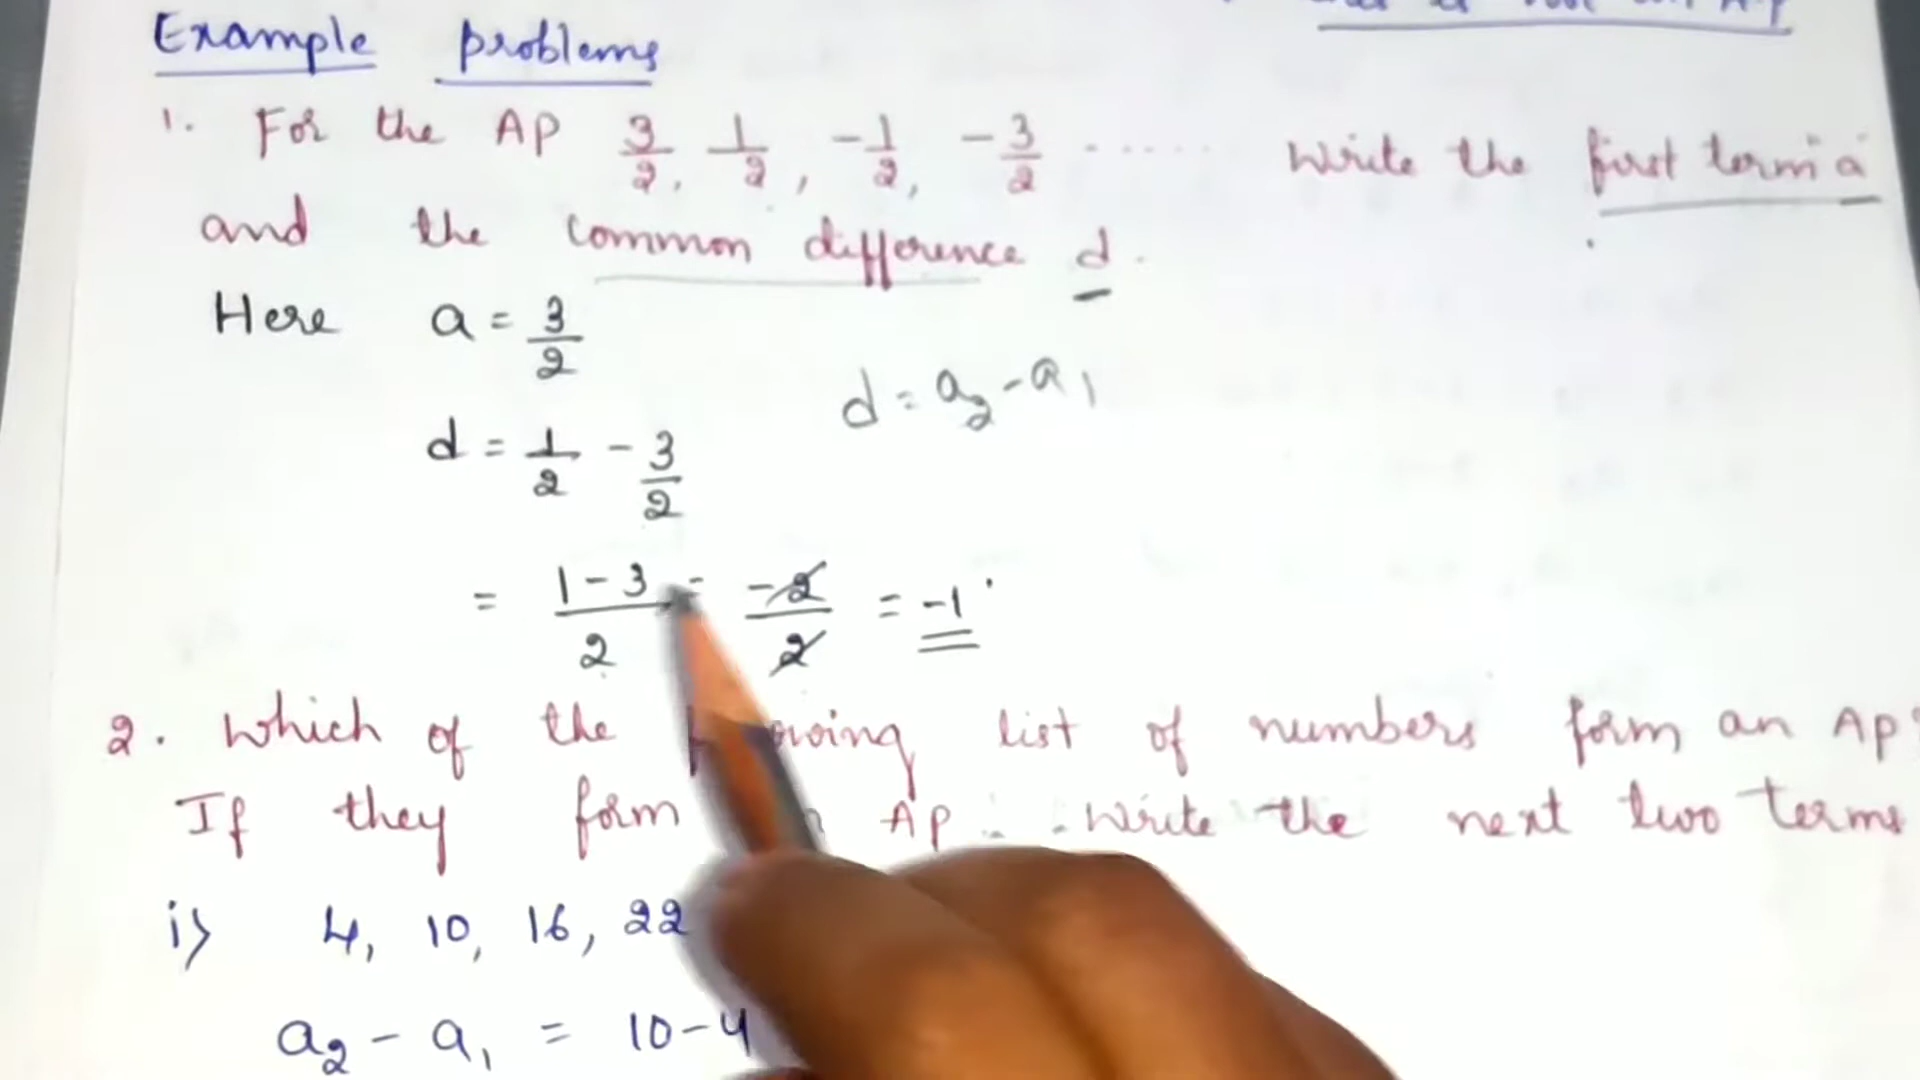 Example problems
1. For the AP 3/2, 1/2, -1/2, -3/2 ...... Write the first term a
and the common difference d.
Here a = 3/2
d = a₂ - a₁
d = 1/2 - 3/2
= (1-3)/2 = -2/2 = -1
2. Which of the list of numbers form an AP?
If they form AP. Write the next two terms
i) 4, 10, 16, 22
a₂ - a₁ = 10-4